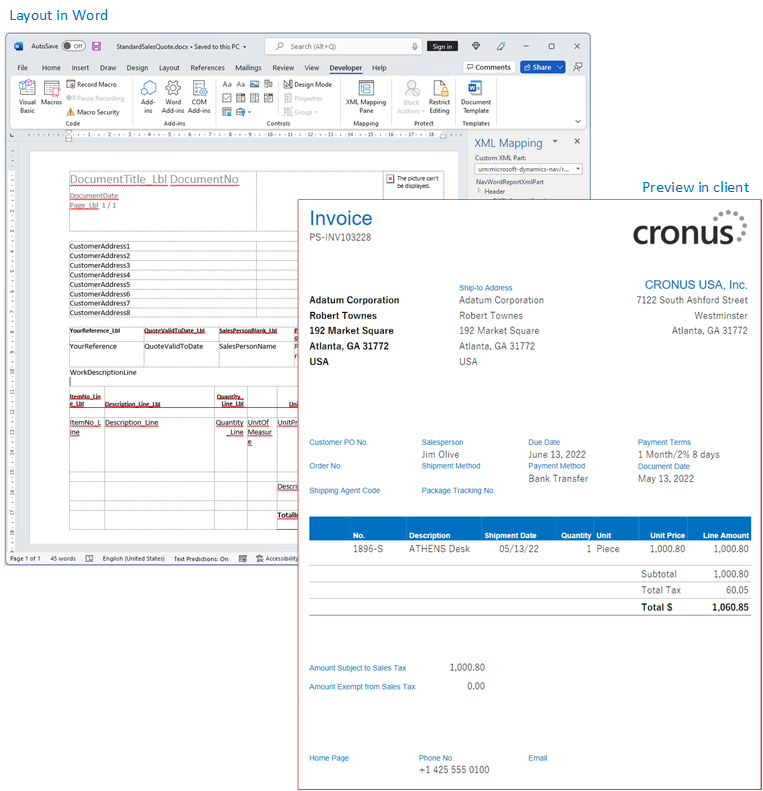 Layout in Word
AutoSave Off StandardSalesQuote.docx • Saved to this PC Search (Alt+Q) Sign in
File Home Insert Draw Design Layout References Mailings Review View Developer Help Comments Share
Visual Basic Macros Record Macro Pause Recording Macro Security Code
Add-ins Word Add-ins COM Add-ins Add-ins
Aa Aa Design Mode Properties Group Controls
XML Mapping Pane Mapping
Block Authors Restrict Editing Protect
Document Template Templates
XML Mapping
Custom XML Part:
urn:microsoft-dynamics-nav/r...
NavWordReportXmlPart
Header
DocumentTitle_Lbl DocumentNo
DocumentDate
Page_Lbl 1 / 1
The picture can't be displayed.
CustomerAddress1
CustomerAddress2
CustomerAddress3
CustomerAddress4
CustomerAddress5
CustomerAddress6
CustomerAddress7
CustomerAddress8
YourReference_Lbl QuoteValidToDate_Lbl SalesPersonBlank_Lbl
YourReference QuoteValidToDate SalesPersonName
WorkDescriptionLine
ItemNo_Line_Lbl Description_Line_Lbl Quantity_Line_Lbl
ItemNo_Line Description_Line Quantity_Line UnitOfMeasure
Page 1 of 1 45 words English (United States) Text Predictions: On Accessibility
Preview in client
Invoice
PS-INV103228
cronus
CRONUS USA, Inc.
7122 South Ashford Street
Westminster
Atlanta, GA 31772
Adatum Corporation
Robert Townes
192 Market Square
Atlanta, GA 31772
USA
Ship-to Address
Adatum Corporation
Robert Townes
192 Market Square
Atlanta, GA 31772
USA
Customer PO No. Salesperson Due Date Payment Terms
Jim Olive June 13, 2022 1 Month/2% 8 days
Order No. Shipment Method Payment Method Document Date
Bank Transfer May 13, 2022
Shipping Agent Code Package Tracking No.
No. Description Shipment Date Quantity Unit Unit Price Line Amount
1896-S ATHENS Desk 05/13/22 1 Piece 1,000.80 1,000.80
Subtotal 1,000.80
Total Tax 60.05
Total $ 1,060.85
Amount Subject to Sales Tax 1,000.80
Amount Exempt from Sales Tax 0.00
Home Page Phone No. Email
+1 425 555 0100